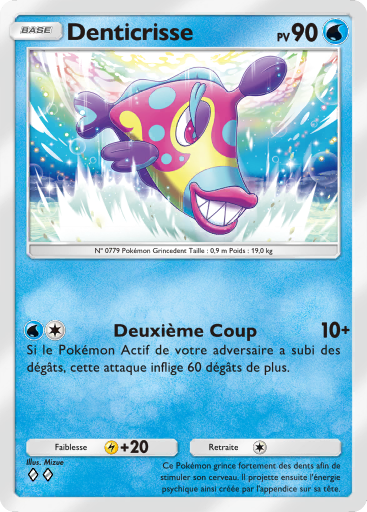 BASE
Denticrisse
PV 90
N° 0779 Pokémon Grincedent Taille : 0,9 m Poids : 19,0 kg
Deuxième Coup 10+
Si le Pokémon Actif de votre adversaire a subi des
dégâts, cette attaque inflige 60 dégâts de plus.
Faiblesse +20 Retraite
Illus. Mizue
Ce Pokémon grince fortement des dents afin de
stimuler son cerveau. Il projette ensuite l'énergie
psychique ainsi créée par l'appendice sur sa tête.